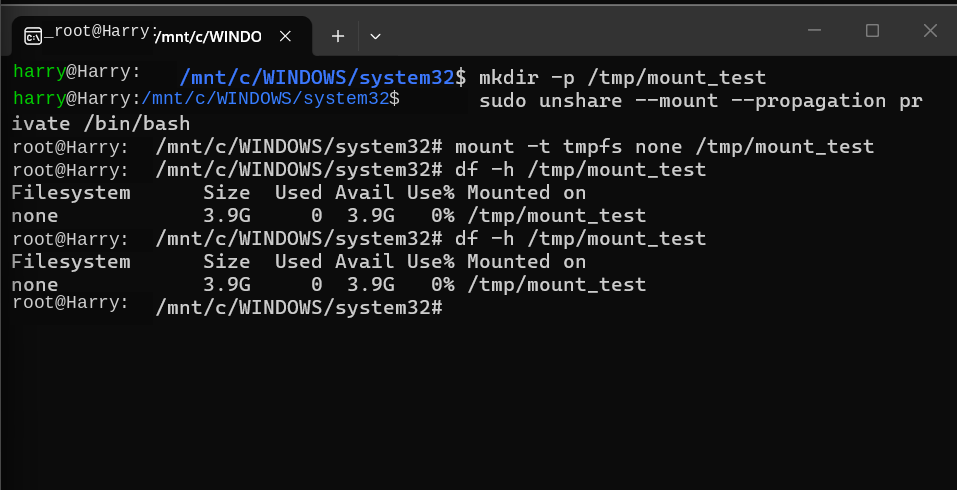 _root@Harry: /mnt/c/WINDO
harry@Harry: /mnt/c/WINDOWS/system32$ mkdir -p /tmp/mount_test
harry@Harry:/mnt/c/WINDOWS/system32$ sudo unshare --mount --propagation pr
ivate /bin/bash
root@Harry: /mnt/c/WINDOWS/system32# mount -t tmpfs none /tmp/mount_test
root@Harry: /mnt/c/WINDOWS/system32# df -h /tmp/mount_test
Filesystem      Size  Used Avail Use% Mounted on
none            3.9G     0  3.9G   0% /tmp/mount_test
root@Harry: /mnt/c/WINDOWS/system32# df -h /tmp/mount_test
Filesystem      Size  Used Avail Use% Mounted on
none            3.9G     0  3.9G   0% /tmp/mount_test
root@Harry: /mnt/c/WINDOWS/system32#